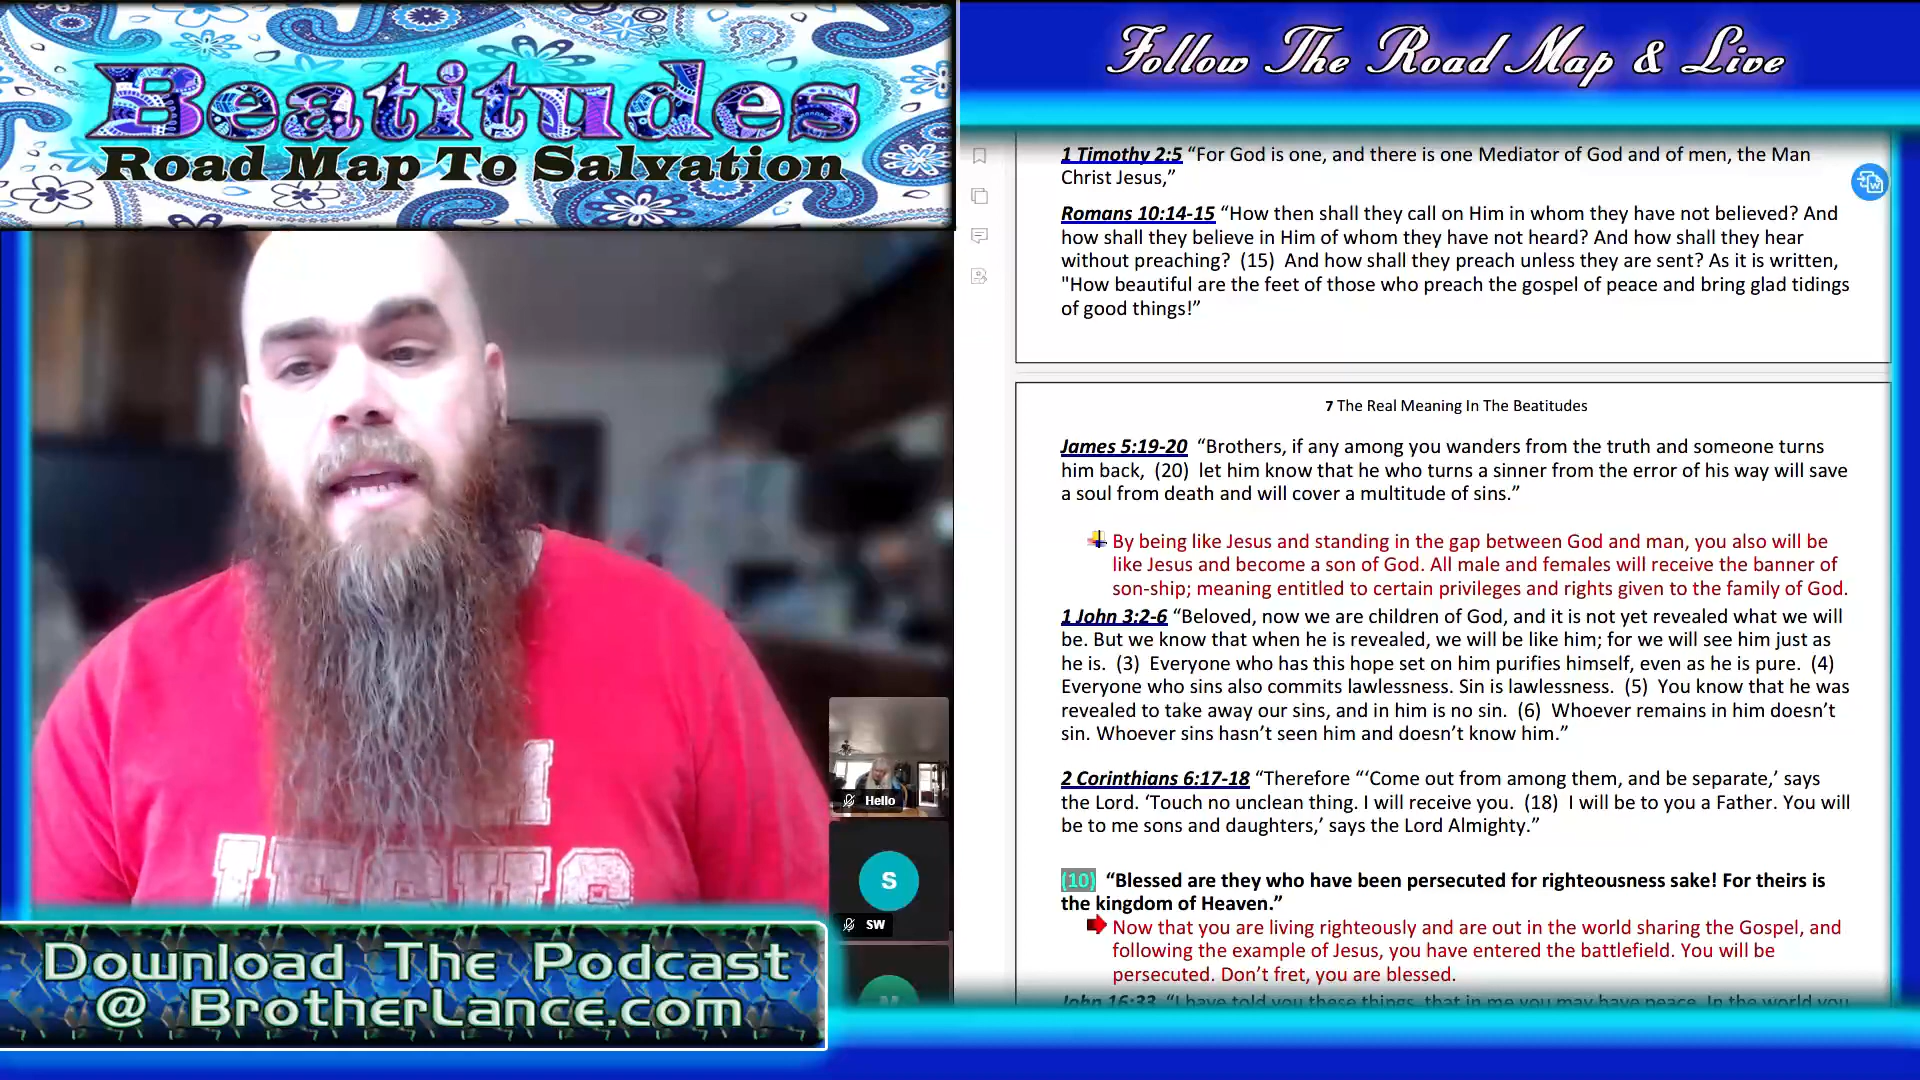 Beatitudes
Road Map To Salvation
Follow The Road Map & Live
1 Timothy 2:5 “For God is one, and there is one Mediator of God and of men, the Man
Christ Jesus,”
Romans 10:14-15 “How then shall they call on Him in whom they have not believed? And
how shall they believe in Him of whom they have not heard? And how shall they hear
without preaching? (15) And how shall they preach unless they are sent? As it is written,
"How beautiful are the feet of those who preach the gospel of peace and bring glad tidings
of good things!”
7 The Real Meaning In The Beatitudes
James 5:19-20 “Brothers, if any among you wanders from the truth and someone turns
him back, (20) let him know that he who turns a sinner from the error of his way will save
a soul from death and will cover a multitude of sins.”
By being like Jesus and standing in the gap between God and man, you also will be
like Jesus and become a son of God. All male and females will receive the banner of
son-ship; meaning entitled to certain privileges and rights given to the family of God.
1 John 3:2-6 “Beloved, now we are children of God, and it is not yet revealed what we will
be. But we know that when he is revealed, we will be like him; for we will see him just as
he is. (3) Everyone who has this hope set on him purifies himself, even as he is pure. (4)
Everyone who sins also commits lawlessness. Sin is lawlessness. (5) You know that he was
revealed to take away our sins, and in him is no sin. (6) Whoever remains in him doesn’t
sin. Whoever sins hasn’t seen him and doesn’t know him.”
2 Corinthians 6:17-18 “Therefore “‘Come out from among them, and be separate,’ says
the Lord. ‘Touch no unclean thing. I will receive you. (18) I will be to you a Father. You will
be to me sons and daughters,’ says the Lord Almighty.”
(10) “Blessed are they who have been persecuted for righteousness sake! For theirs is
the kingdom of Heaven.”
Now that you are living righteously and are out in the world sharing the Gospel, and
following the example of Jesus, you have entered the battlefield. You will be
persecuted. Don’t fret, you are blessed.
John 16:33 “I have told you these things, that in me you may have peace. In the world you
Hello
S
SW
Download The Podcast
@ BrotherLance.com